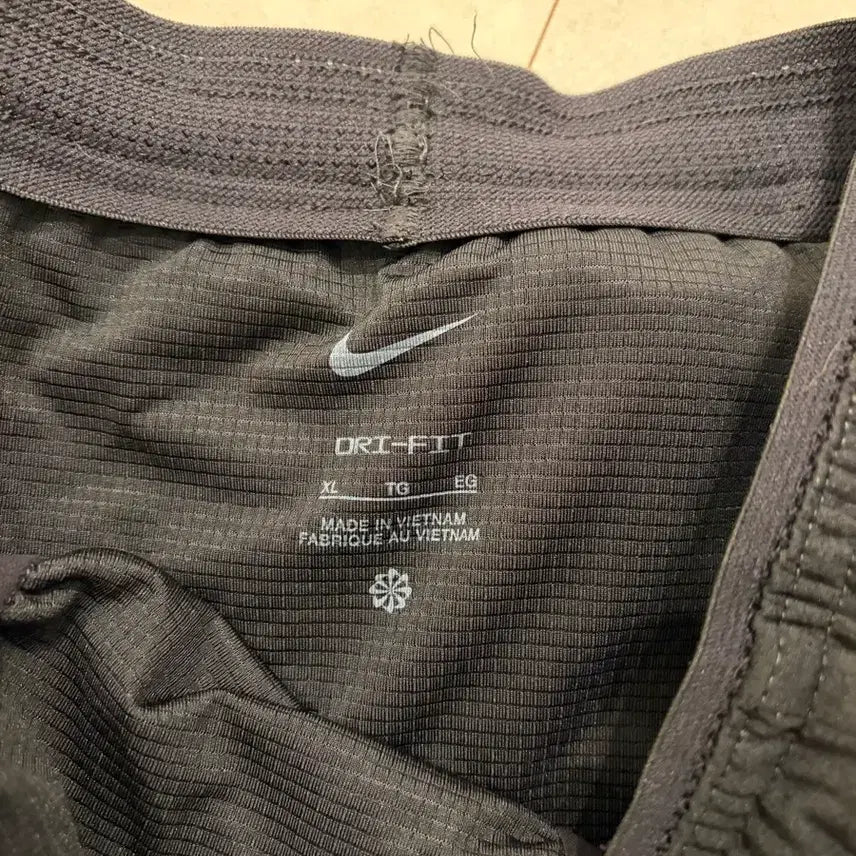 DRI-FIT
XL TG EG
MADE IN VIETNAM
FABRIQUE AU VIETNAM